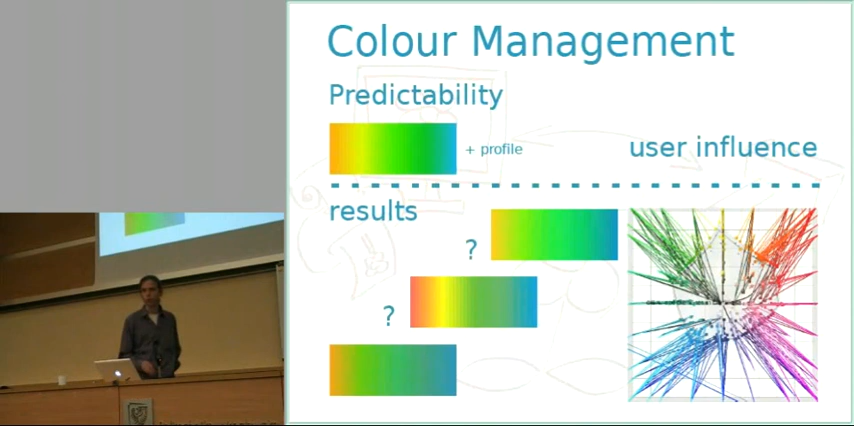 Colour Management
Predictability
+ profile
user influence
results
?
?